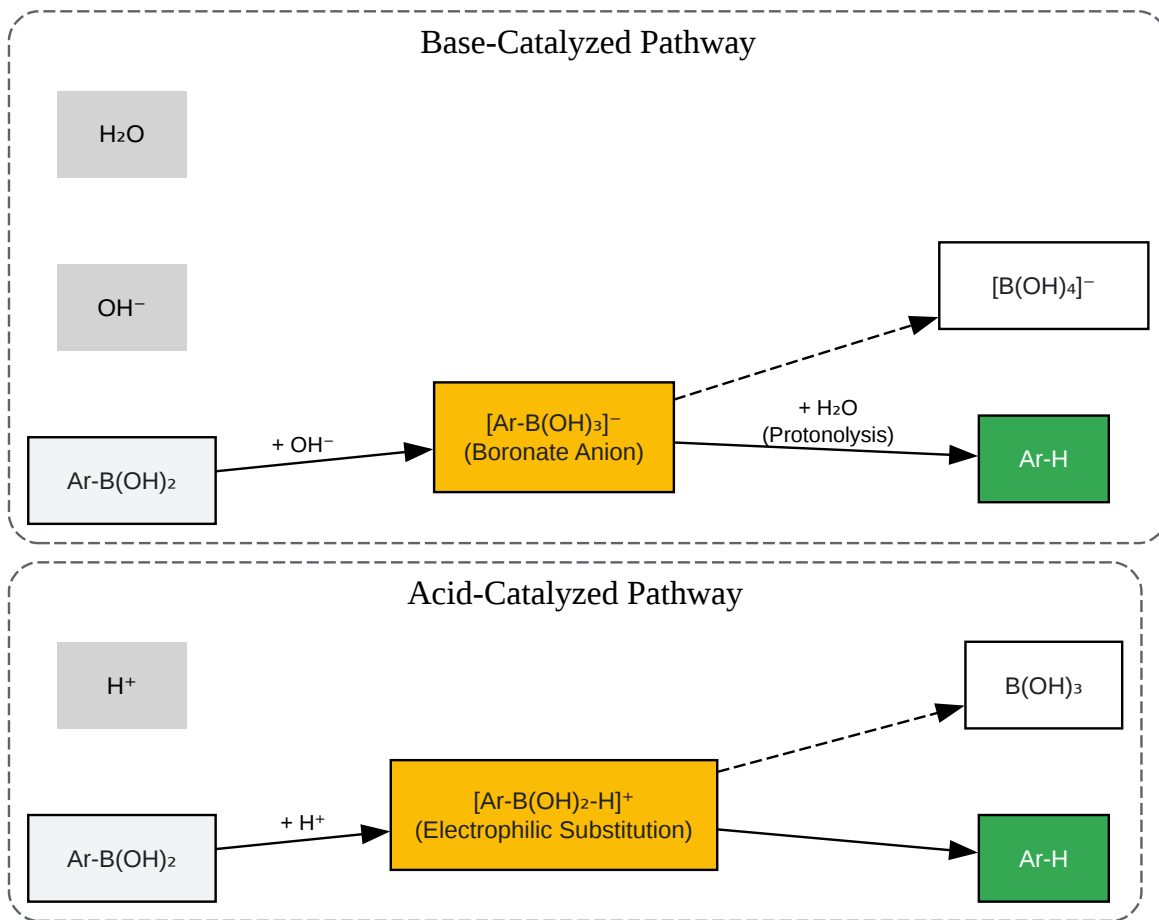 Base-Catalyzed Pathway
H₂O
OH⁻
[B(OH)₄]⁻
Ar-B(OH)₂
+ OH⁻
[Ar-B(OH)₃]⁻
(Boronate Anion)
+ H₂O
(Protonolysis)
Ar-H
Acid-Catalyzed Pathway
H⁺
B(OH)₃
Ar-B(OH)₂
+ H⁺
[Ar-B(OH)₂-H]⁺
(Electrophilic Substitution)
Ar-H